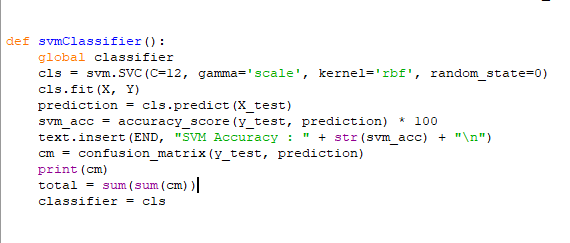 def svmClassifier():
    global classifier
    cls = svm.SVC(C=12, gamma='scale', kernel='rbf', random_state=0)
    cls.fit(X, Y)
    prediction = cls.predict(X_test)
    svm_acc = accuracy_score(y_test, prediction) * 100
    text.insert(END, "SVM Accuracy : " + str(svm_acc) + "\n")
    cm = confusion_matrix(y_test, prediction)
    print(cm)
    total = sum(sum(cm))
    classifier = cls